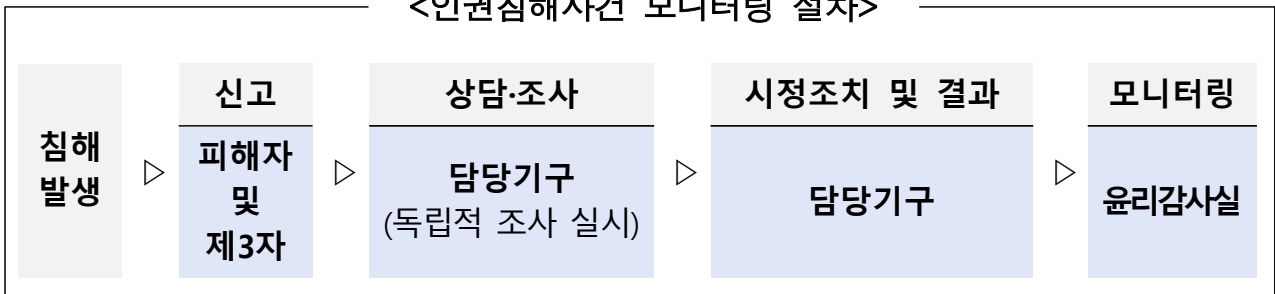 <인권침해사건 모니터링 절차>
침해
발생
▷
신고
피해자
및
제3자
▷
상담·조사
담당기구
(독립적 조사 실시)
▷
시정조치 및 결과
담당기구
▷
모니터링
윤리감사실